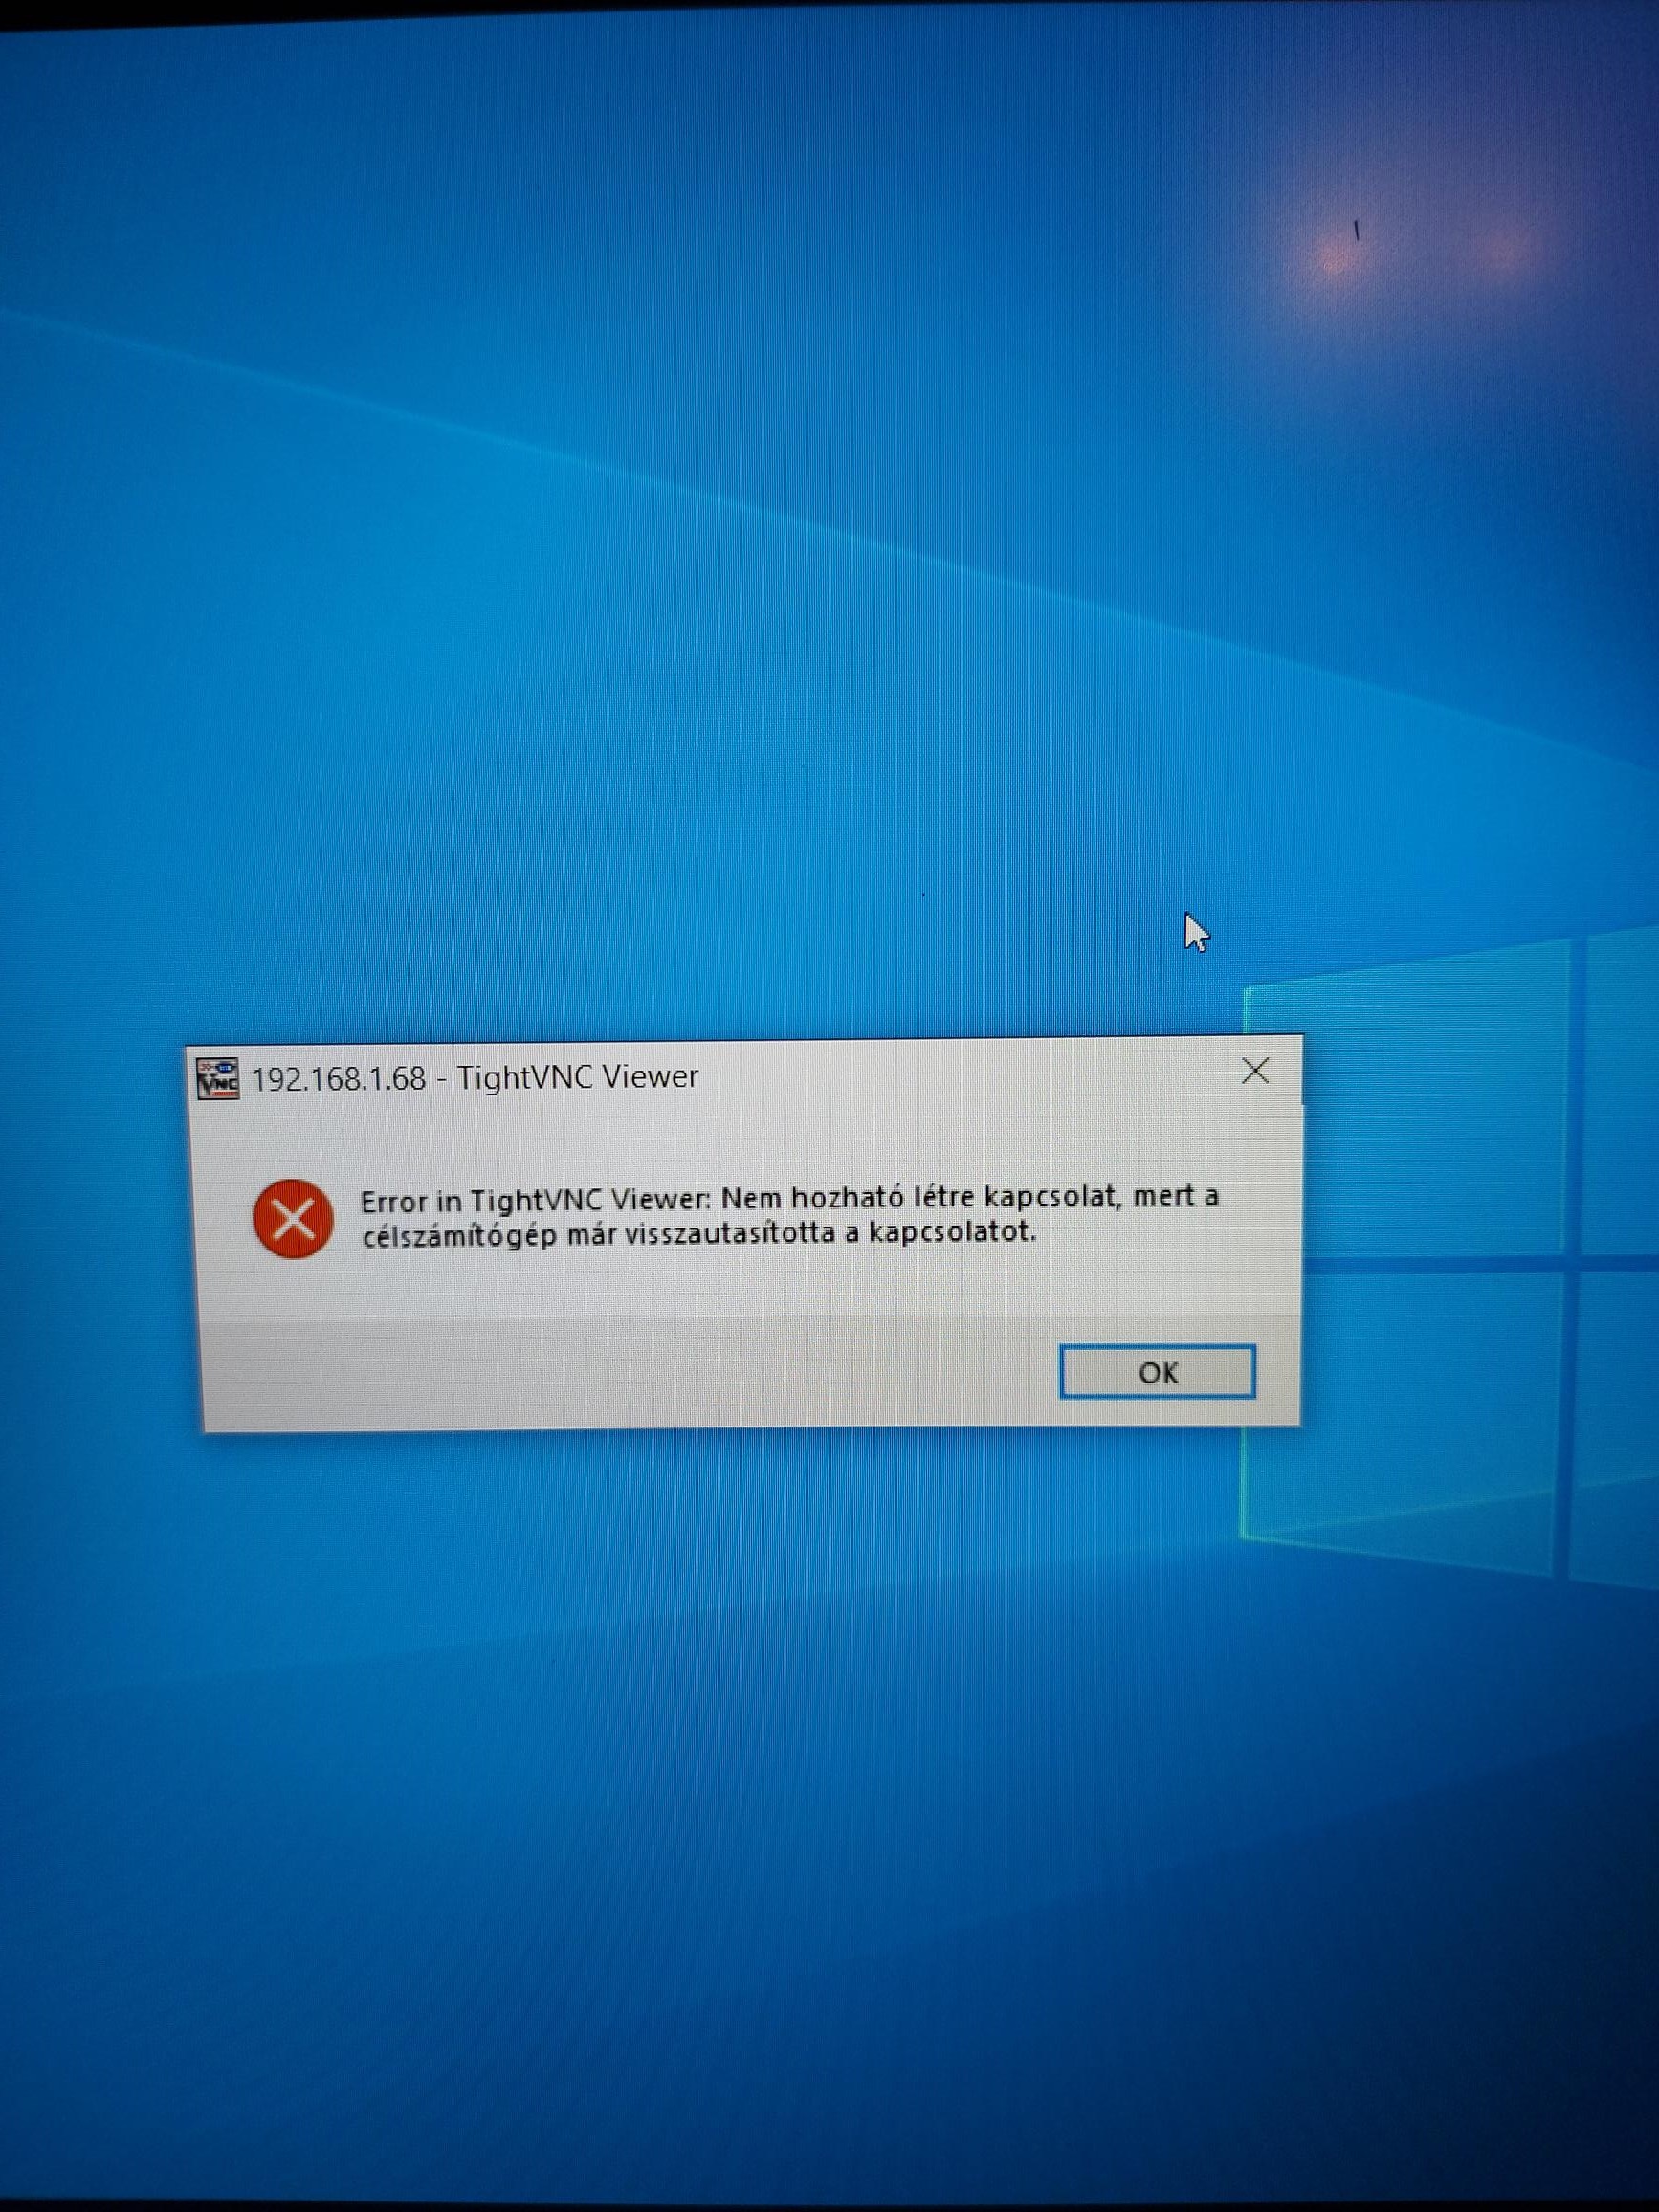 192.168.1.68 - TightVNC Viewer
Error in TightVNC Viewer: Nem hozható létre kapcsolat, mert a
célszámítógép már visszautasította a kapcsolatot.
OK